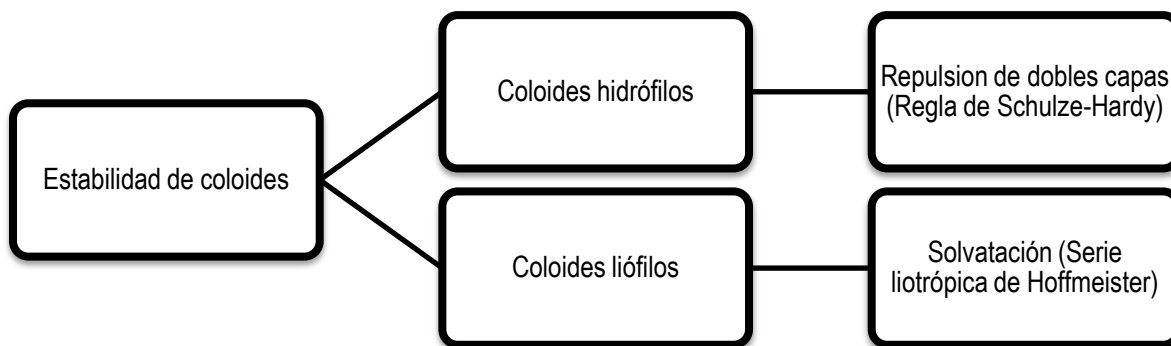 Estabilidad de coloides
Coloides hidrófilos
Repulsion de dobles capas
(Regla de Schulze-Hardy)
Coloides liófilos
Solvatación (Serie
liotrópica de Hoffmeister)